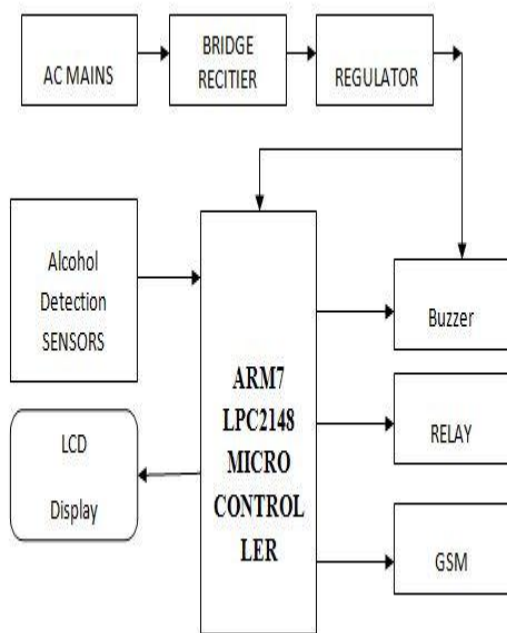 AC MAINS
BRIDGE
RECITIER
REGULATOR
Alcohol
Detection
SENSORS
ARM7
LPC2148
MICRO
CONTROL
LER
Buzzer
RELAY
LCD
Display
GSM